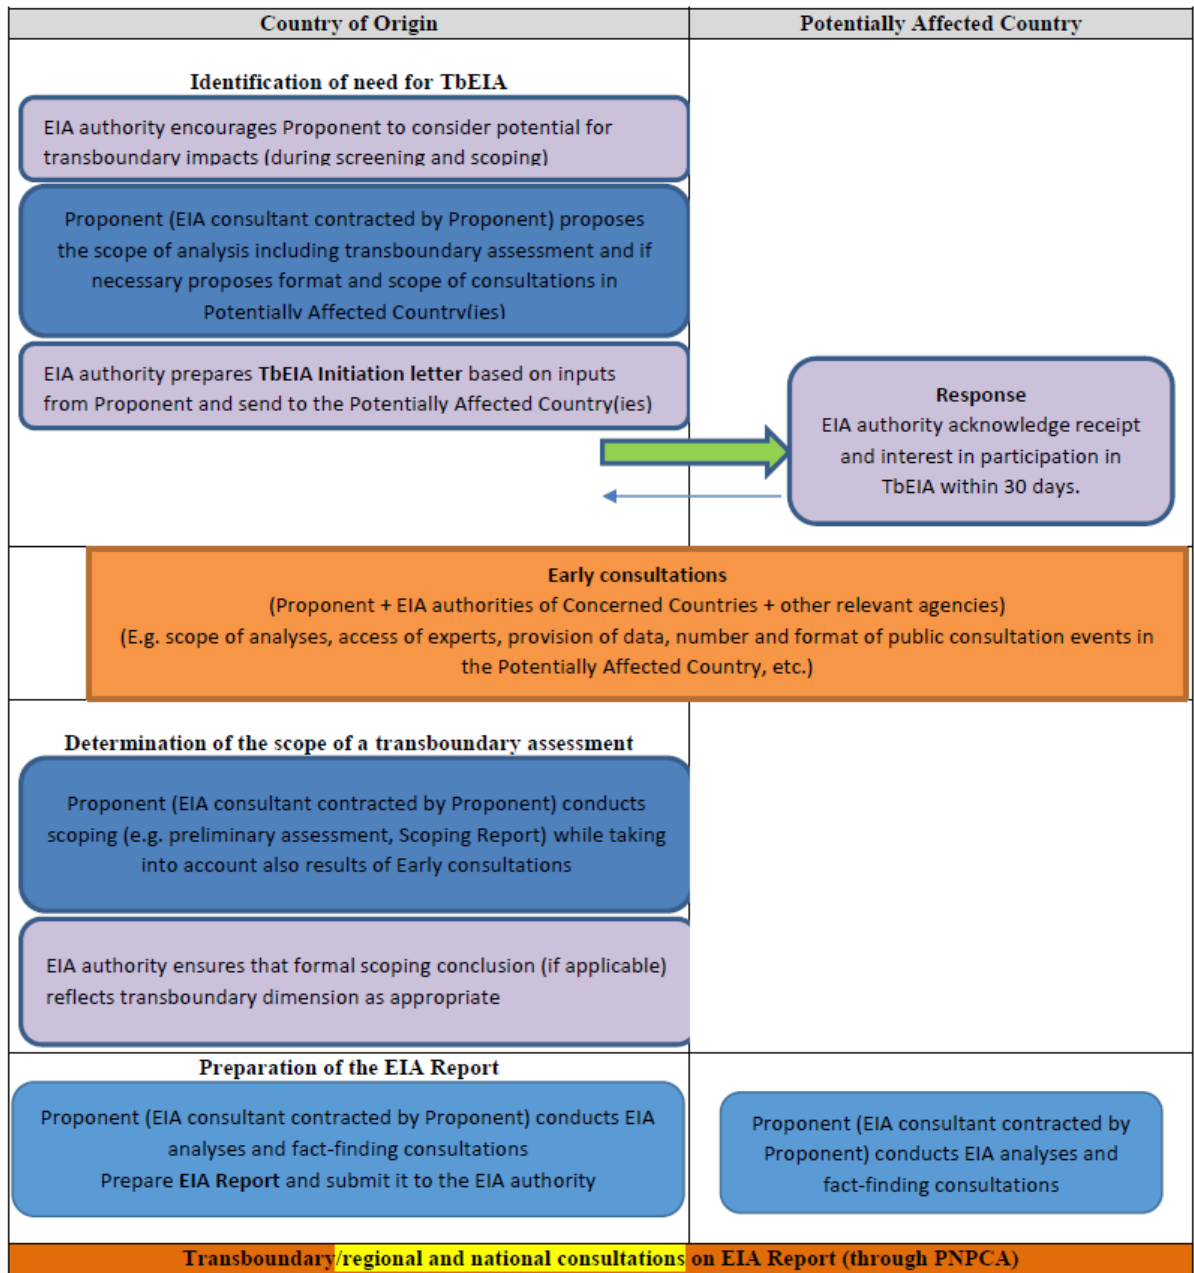 Country of Origin
Potentially Affected Country
Identification of need for TbEIA
EIA authority encourages Proponent to consider potential for
transboundary impacts (during screening and scoping)
Proponent (EIA consultant contracted by Proponent) proposes
the scope of analysis including transboundary assessment and if
necessary proposes format and scope of consultations in
Potentially Affected Country(ies)
EIA authority prepares TbEIA Initiation letter based on inputs
from Proponent and send to the Potentially Affected Country(ies)
Response
EIA authority acknowledge receipt
and interest in participation in
TbEIA within 30 days.
Early consultations
(Proponent + EIA authorities of Concerned Countries + other relevant agencies)
(E.g. scope of analyses, access of experts, provision of data, number and format of public consultation events in
the Potentially Affected Country, etc.)
Determination of the scope of a transboundary assessment
Proponent (EIA consultant contracted by Proponent) conducts
scoping (e.g. preliminary assessment, Scoping Report) while taking
into account also results of Early consultations
EIA authority ensures that formal scoping conclusion (if applicable)
reflects transboundary dimension as appropriate
Preparation of the EIA Report
Proponent (EIA consultant contracted by Proponent) conducts EIA
analyses and fact-finding consultations
Prepare EIA Report and submit it to the EIA authority
Proponent (EIA consultant contracted by
Proponent) conducts EIA analyses and
fact-finding consultations
Transboundary/regional and national consultations on EIA Report (through PNPCA)